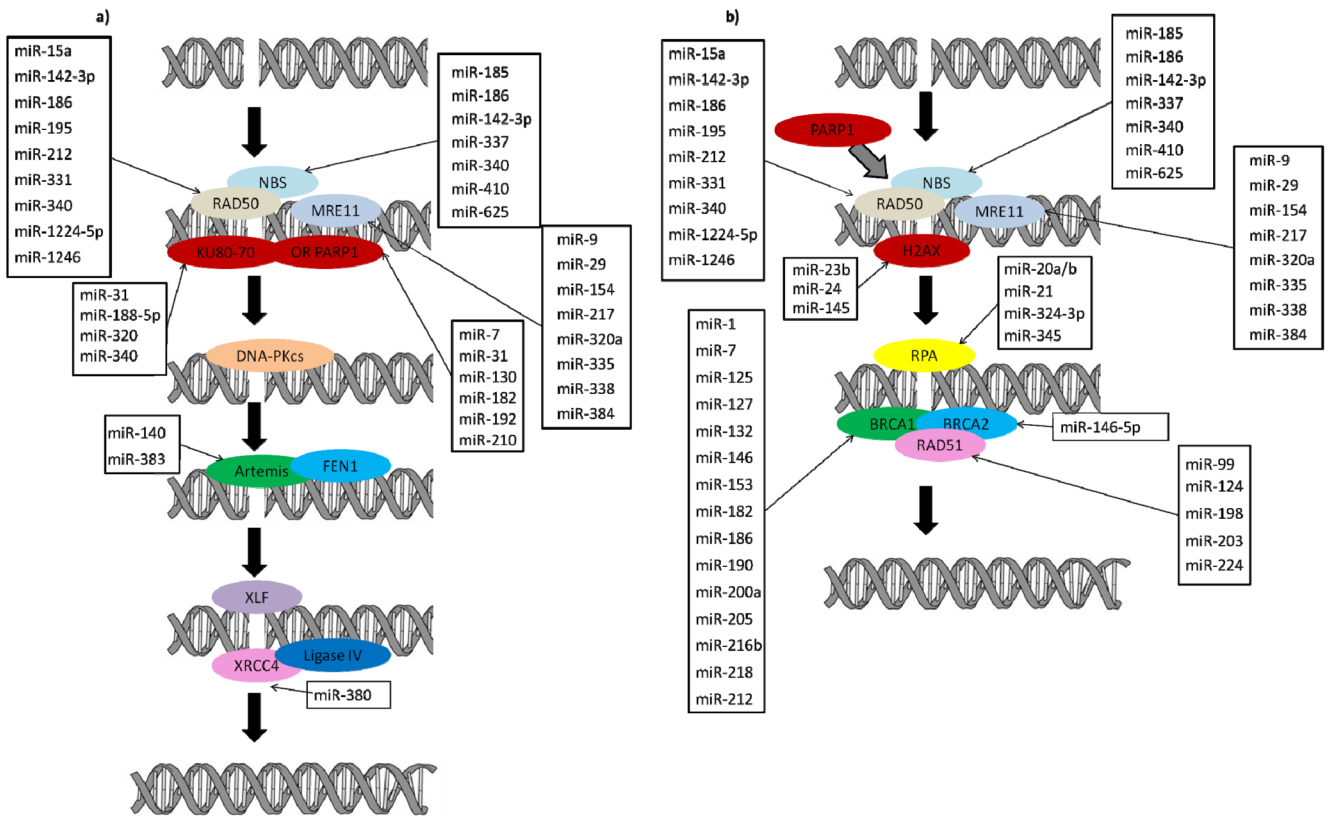 a)
miR-15a
miR-142-3p
miR-186
miR-195
miR-212
miR-331
miR-340
miR-1224-5p
miR-1246
miR-185
miR-186
miR-142-3p
miR-337
miR-340
miR-410
miR-625
NBS
RAD50
MRE11
KU80-70
OR PARP1
miR-31
miR-188-5p
miR-320
miR-340
miR-9
miR-29
miR-154
miR-217
miR-320a
miR-335
miR-338
miR-384
miR-7
miR-31
miR-130
miR-182
miR-192
miR-210
DNA-PKcs
miR-140
miR-383
Artemis
FEN1
XLF
XRCC4
Ligase IV
miR-380
b)
miR-15a
miR-142-3p
miR-186
miR-195
miR-212
miR-331
miR-340
miR-1224-5p
miR-1246
PARP1
miR-185
miR-186
miR-142-3p
miR-337
miR-340
miR-410
miR-625
NBS
RAD50
MRE11
H2AX
miR-9
miR-29
miR-154
miR-217
miR-320a
miR-335
miR-338
miR-384
miR-23b
miR-24
miR-145
miR-20a/b
miR-21
miR-324-3p
miR-345
RPA
miR-1
miR-7
miR-125
miR-127
miR-132
miR-146
miR-153
miR-182
miR-186
miR-190
miR-200a
miR-205
miR-216b
miR-218
miR-212
BRCA1
BRCA2
RAD51
miR-146-5p
miR-99
miR-124
miR-198
miR-203
miR-224